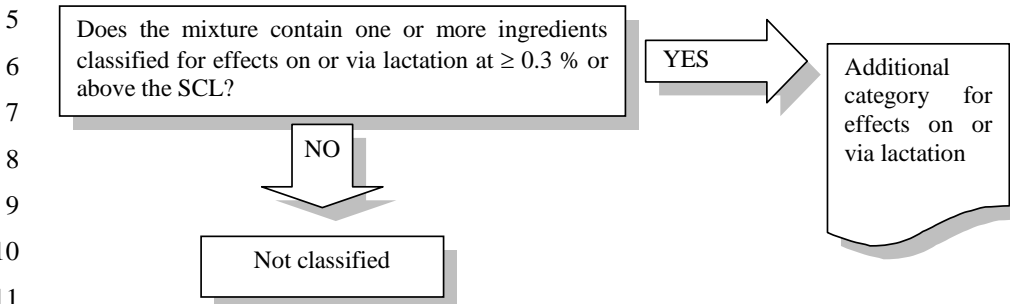 5
Does the mixture contain one or more ingredients
classified for effects on or via lactation at ≥ 0.3 % or
above the SCL?
YES
6
Additional
category for
effects on or
via lactation
7
NO
8
9
10
Not classified
11